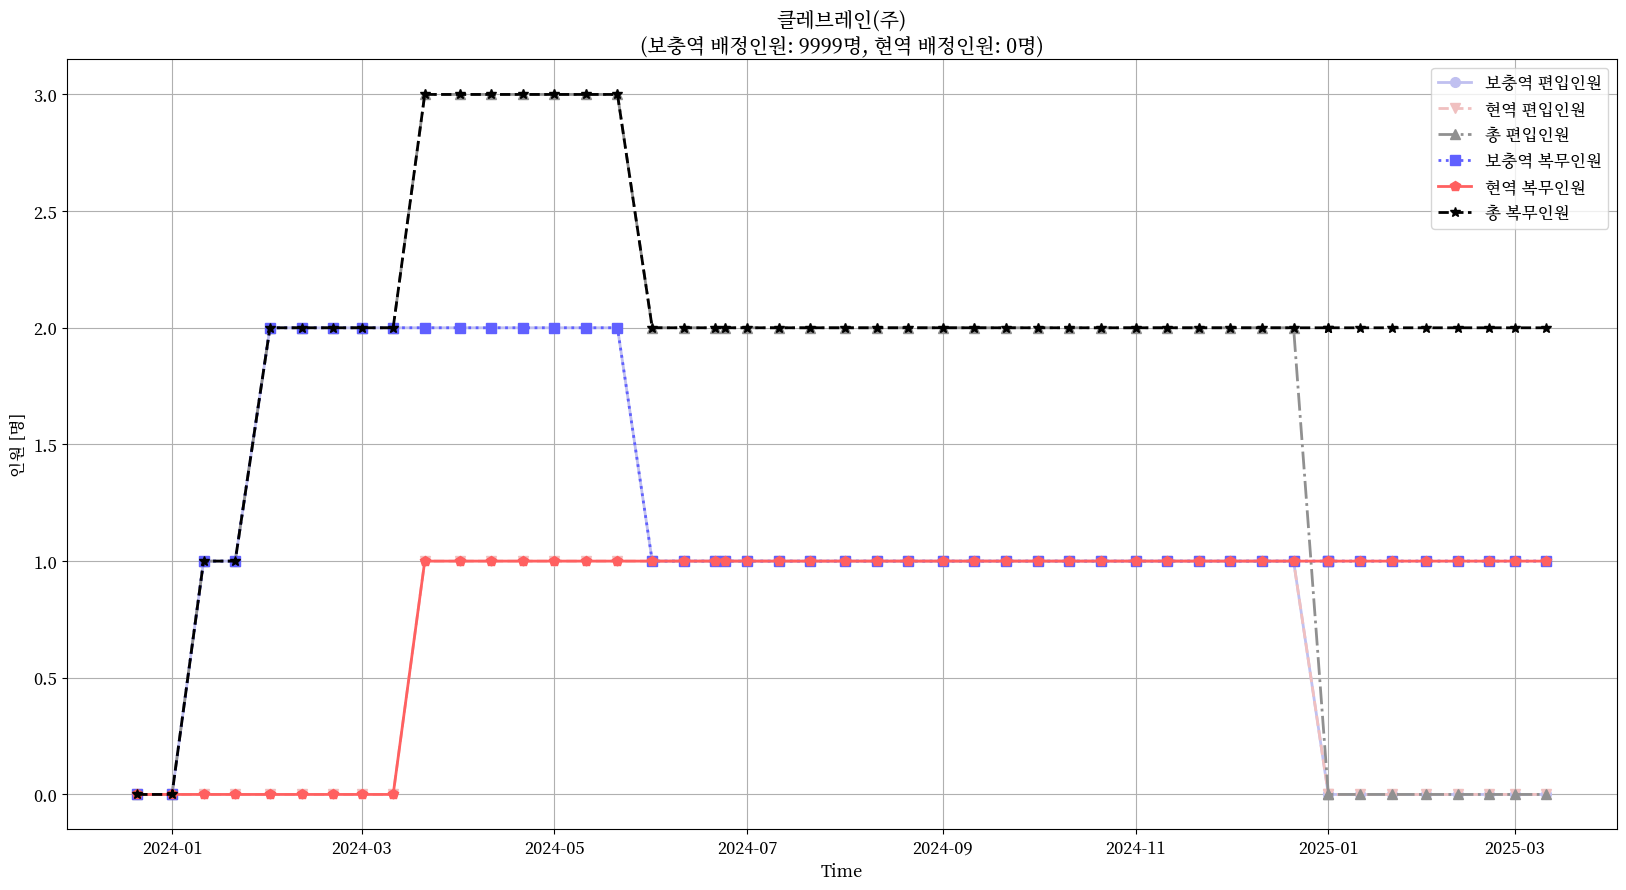 클레브레인(주)
(보충역 배정인원: 9999명, 현역 배정인원: 0명)
보충역 편입인원
현역 편입인원
총 편입인원
보충역 복무인원
현역 복무인원
총 복무인원
인원 [명]
3.0
2.5
2.0
1.5
1.0
0.5
0.0
2024-01
2024-03
2024-05
2024-07
2024-09
2024-11
2025-01
2025-03
Time